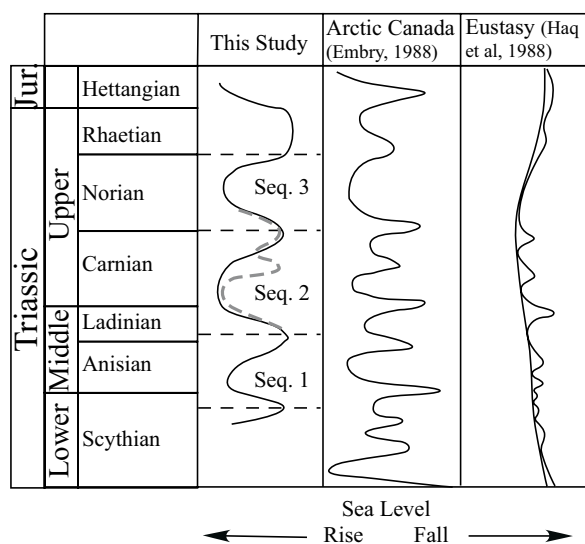 This Study
Arctic Canada
(Embry, 1988)
Eustasy (Haq
et al, 1988)
Jur.
Hettangian
Triassic
Upper
Rhaetian
Norian
Seq. 3
Carnian
Seq. 2
Middle
Ladinian
Anisian
Seq. 1
Lower
Scythian
Sea Level
Rise Fall